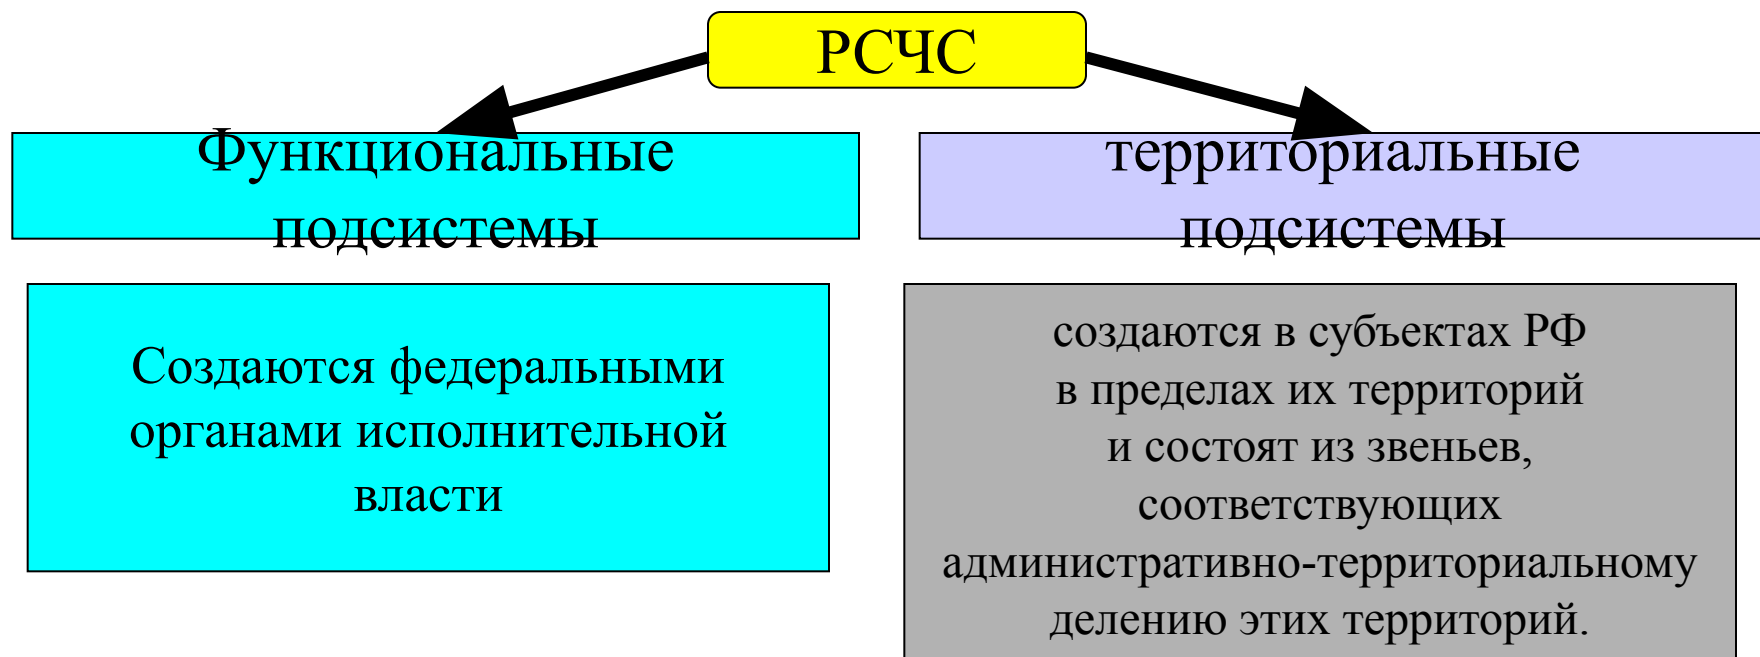 РСЧС
Функциональные
подсистемы
территориальные
подсистемы
Создаются федеральными
органами исполнительной
власти
создаются в субъектах РФ
в пределах их территорий
и состоят из звеньев,
соответствующих
административно-территориальному
делению этих территорий.